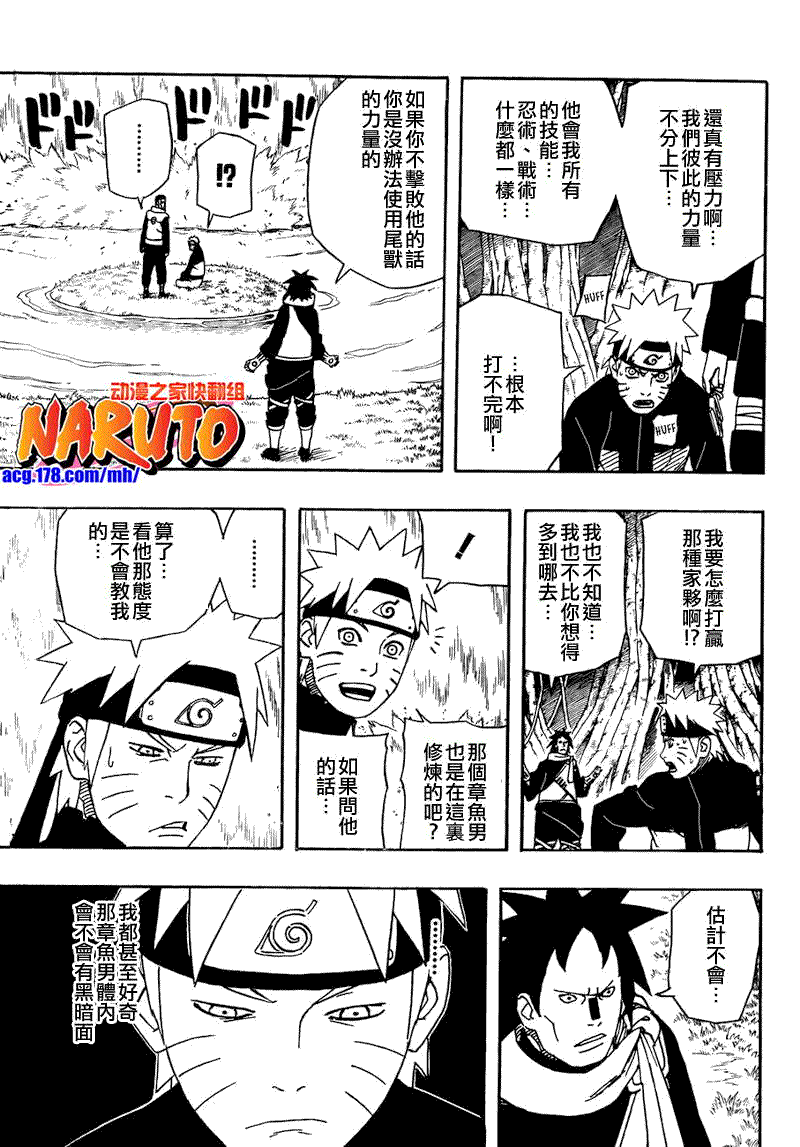 還真有壓力啊…
我們彼此的力量
不分上下…
他會我所有
的技能…
忍術、戰術…
什麼都一樣…
HUFF
HUFF
…根本
打不完啊!
如果你不擊敗他的話
你是沒辦法使用尾獸
的力量的
!?
………
ドド
ドド
动漫之家快翻组
NARUTO
acg.178.com/mh/
我要怎麼打贏
那種家夥啊!?
我也不知道…
我也不比你想得
多到哪去…
!
那個章魚男
也是在這裏
修煉的吧?
如果問他
的話…
………
算了…
看他那態度
是不會教我
的…
估計不會…
………
我都甚至好奇
那章魚男體內
會不會有黑暗面